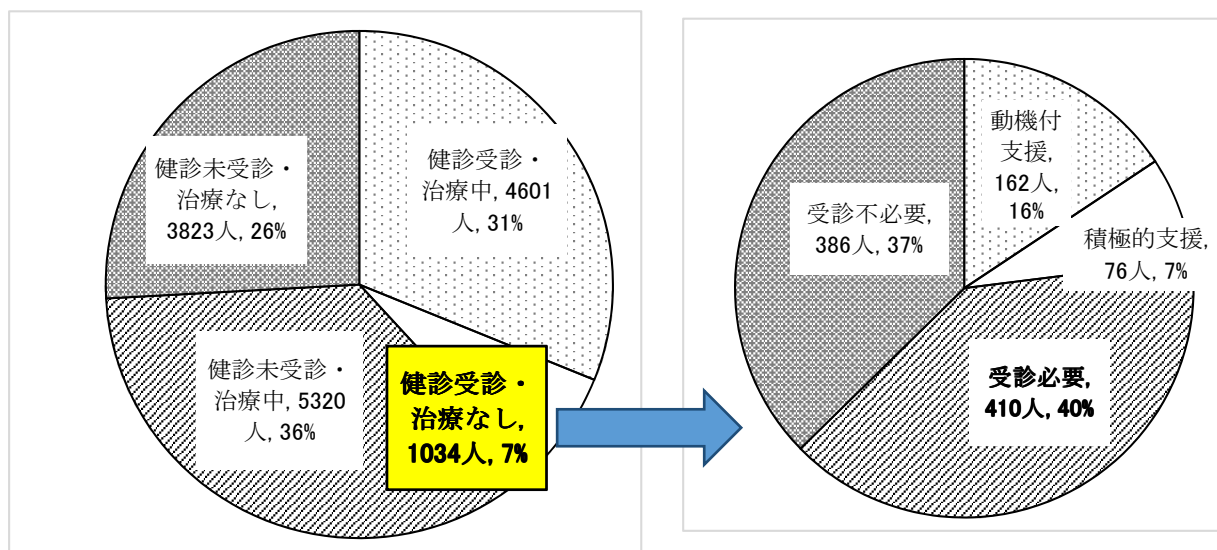 健診未受診・
治療なし,
3823人, 26%
健診受診・
治療中, 4601
人, 31%
健診未受診・
治療中, 5320
人, 36%
健診受診・
治療なし,
1034人, 7%
動機付
支援,
162人,
16%
受診不必要,
386人, 37%
積極的支援,
76人, 7%
受診必要,
410人, 40%